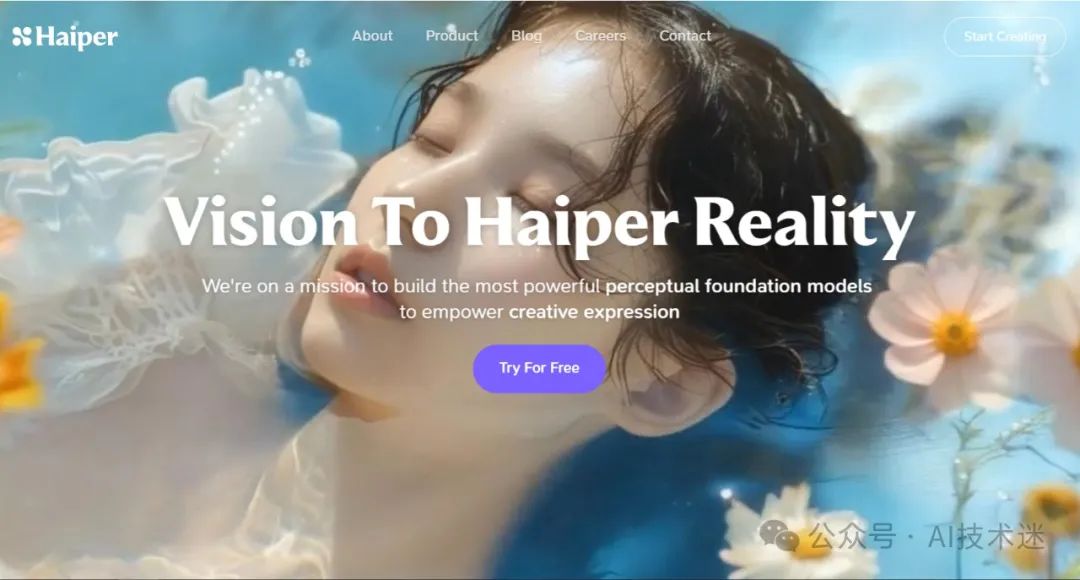 Haiper
About Product Blog Careers Contact
Start Creating
Vision To Haiper Reality
We're on a mission to build the most powerful perceptual foundation models
to empower creative expression
Try For Free
公众号 · AI技术迷